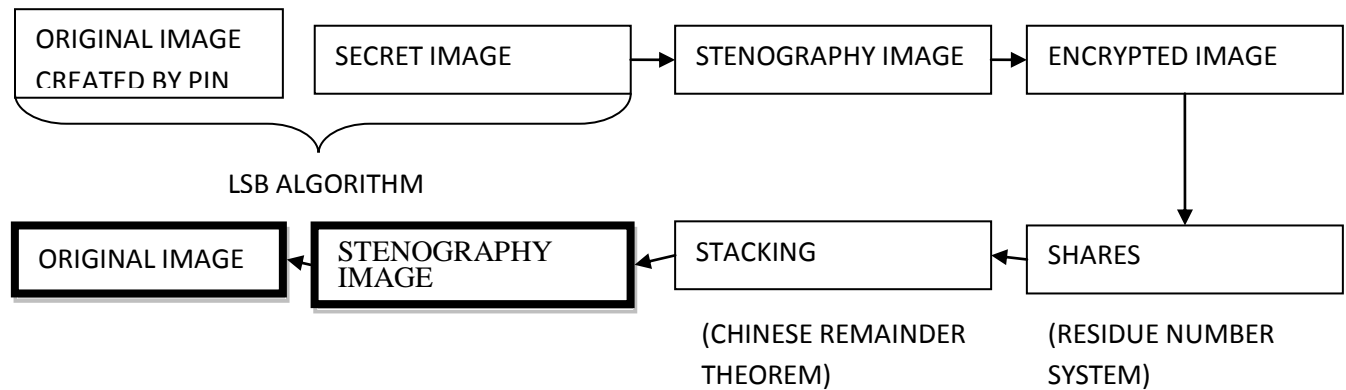 ORIGINAL IMAGE
CREATED BY PIN
SECRET IMAGE
STENOGRAPHY IMAGE
ENCRYPTED IMAGE
LSB ALGORITHM
ORIGINAL IMAGE
STENOGRAPHY
IMAGE
STACKING
SHARES
(CHINESE REMAINDER
THEOREM)
(RESIDUE NUMBER
SYSTEM)